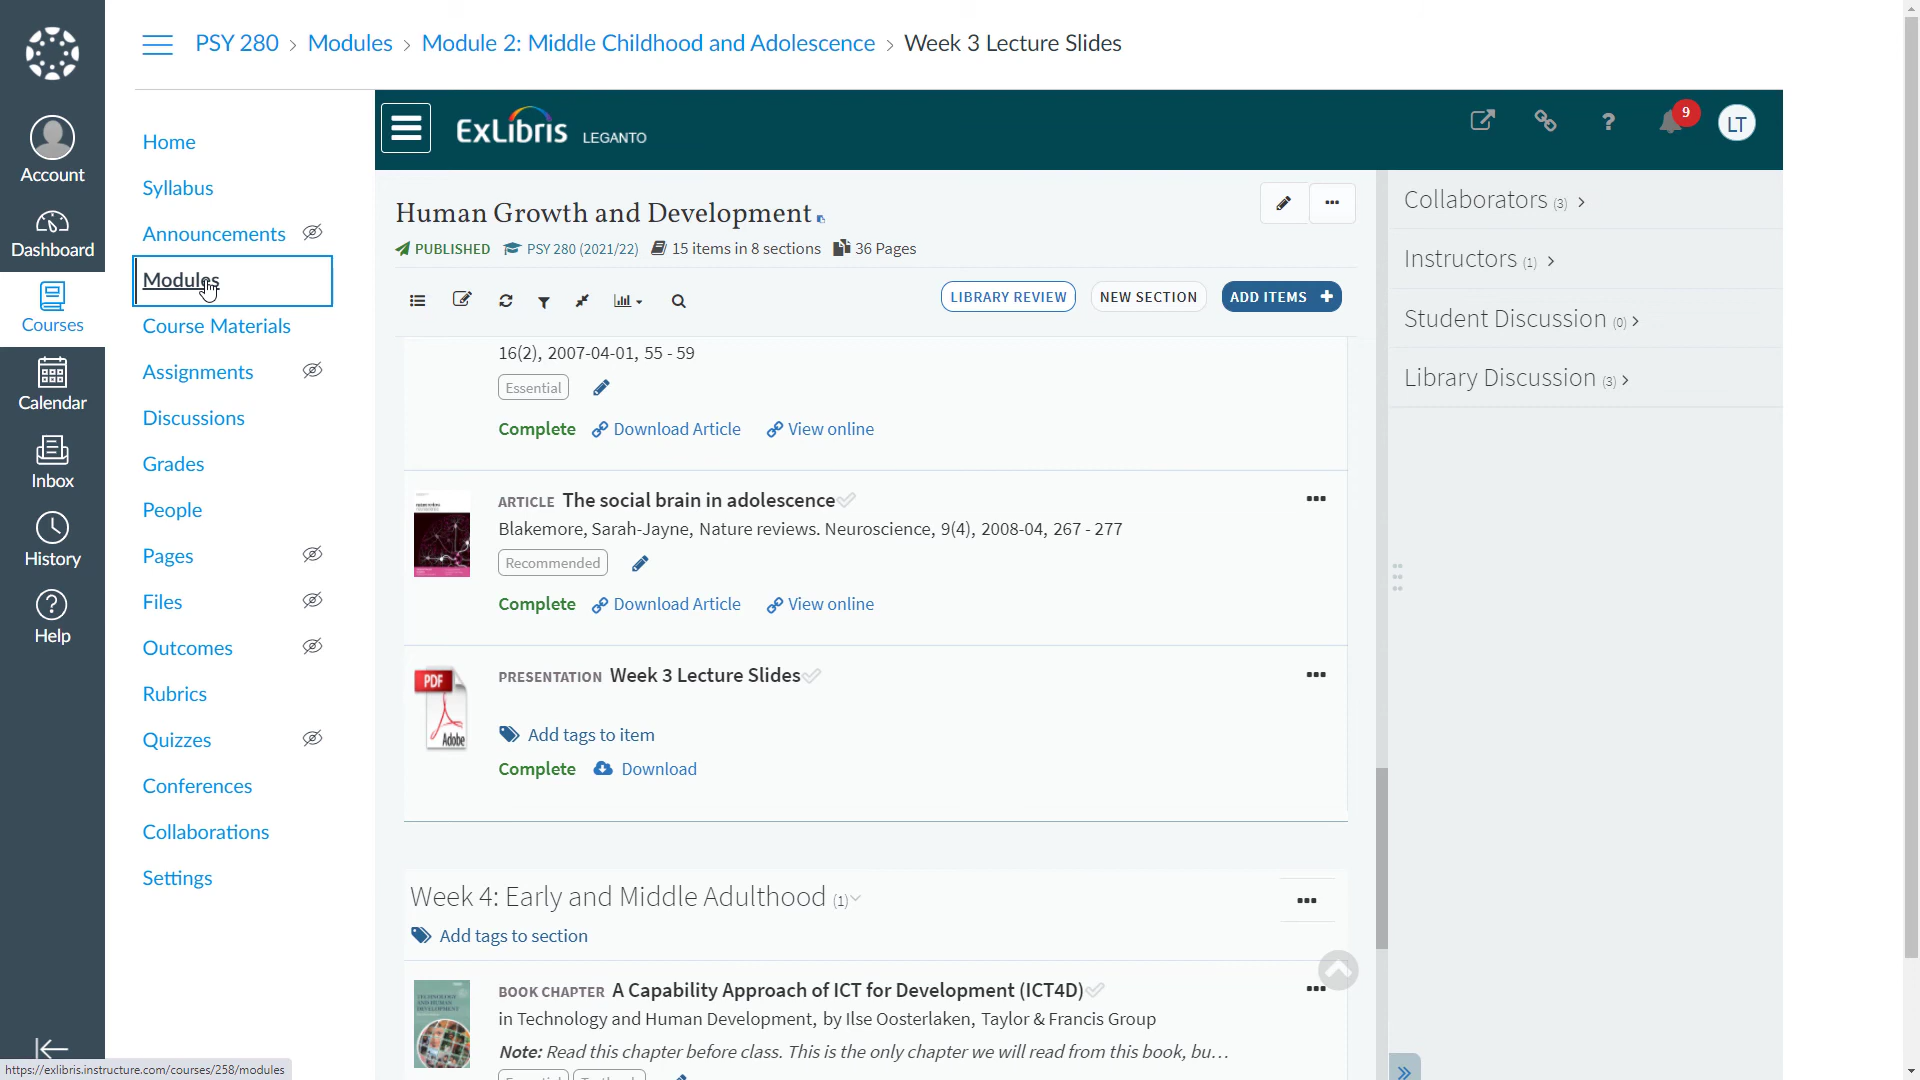 PSY 280 > Modules > Module 2: Middle Childhood and Adolescence > Week 3 Lecture Slides
Account
Dashboard
Courses
Calendar
Inbox
History
Help
Home
Syllabus
Announcements
Modules
Course Materials
Assignments
Discussions
Grades
People
Pages
Files
Outcomes
Rubrics
Quizzes
Conferences
Collaborations
Settings
ExLibris LEGANTO
?
9
LT
Human Growth and Development
PUBLISHED PSY 280 (2021/22) 15 items in 8 sections 36 Pages
LIBRARY REVIEW NEW SECTION ADD ITEMS +
16(2), 2007-04-01, 55 - 59
Essential
Complete Download Article View online
ARTICLE The social brain in adolescence
Blakemore, Sarah-Jayne, Nature reviews. Neuroscience, 9(4), 2008-04, 267 - 277
Recommended
Complete Download Article View online
PDF
Adobe
PRESENTATION Week 3 Lecture Slides
Add tags to item
Complete Download
Week 4: Early and Middle Adulthood (1)
Add tags to section
BOOK CHAPTER A Capability Approach of ICT for Development (ICT4D)
in Technology and Human Development, by Ilse Oosterlaken, Taylor & Francis Group
Note: Read this chapter before class. This is the only chapter we will read from this book, bu...
Collaborators (3) >
Instructors (1) >
Student Discussion (0) >
Library Discussion (3) >
https://exlibris.instructure.com/courses/258/modules